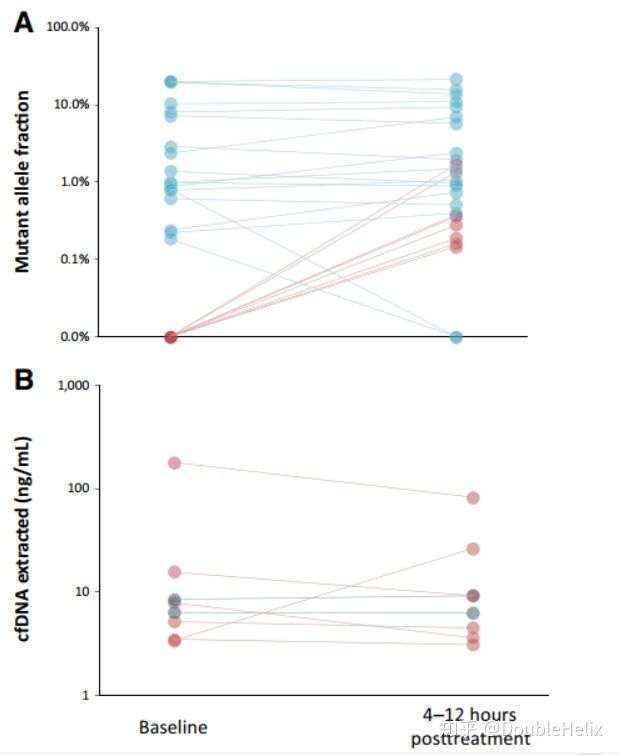 A
100.0%
10.0%
1.0%
0.1%
0.0%
Mutant allele fraction
B
1,000
100
10
1
cfDNA extracted (ng/mL)
Baseline
4–12 hours
posttreatment
知乎 @DoubleHelix